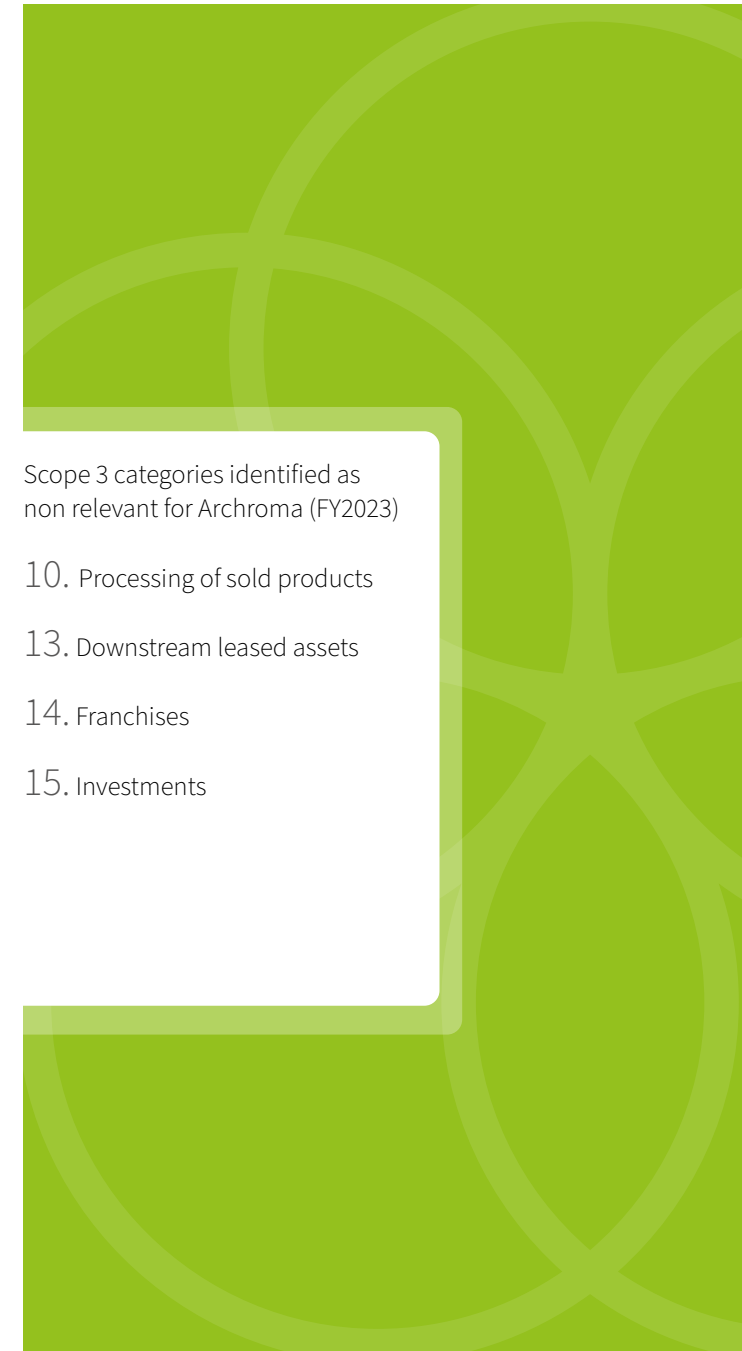 Scope 3 categories identified as
non relevant for Archroma (FY2023)
10. Processing of sold products
13. Downstream leased assets
14. Franchises
15. Investments